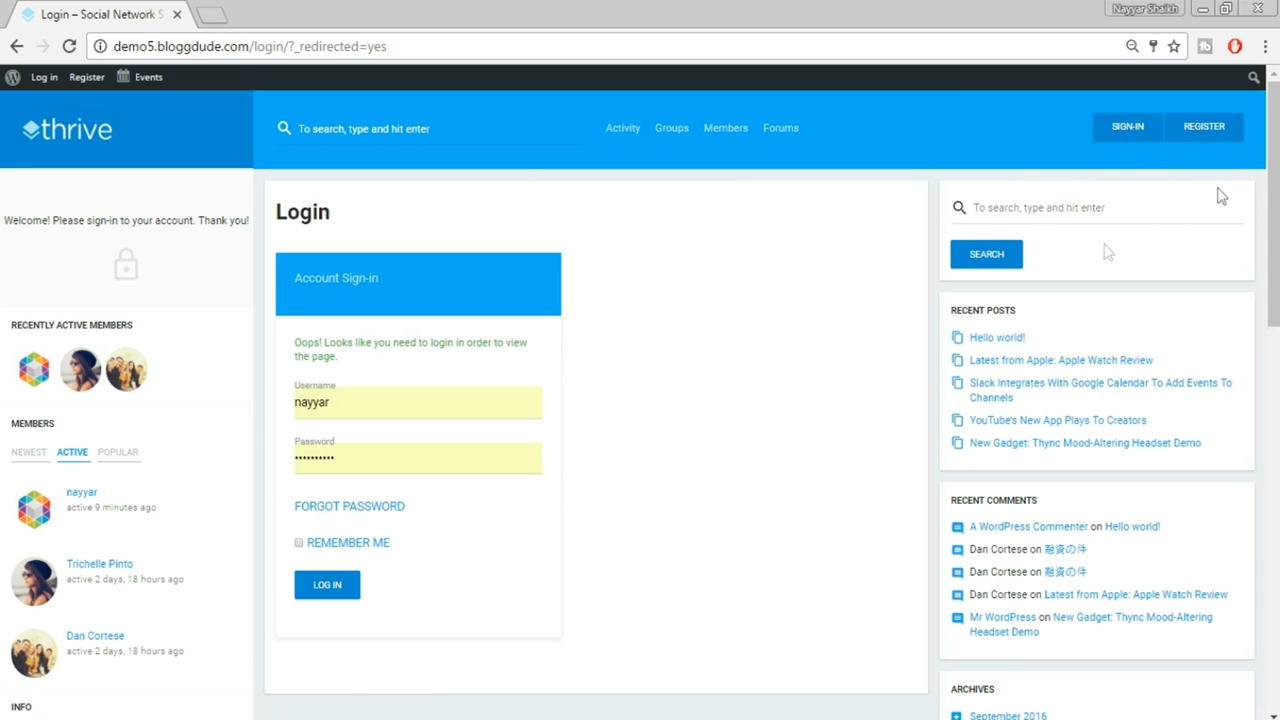 Login – Social Network S
Nayyar Shaikh
demo5.bloggdude.com/login/?_redirected=yes
Log in Register Events
thrive
To search, type and hit enter
Activity Groups Members Forums
SIGN-IN REGISTER
Welcome! Please sign-in to your account. Thank you!
RECENTLY ACTIVE MEMBERS
MEMBERS
NEWEST ACTIVE POPULAR
nayyar
active 9 minutes ago
Trichelle Pinto
active 2 days, 18 hours ago
Dan Cortese
active 2 days, 18 hours ago
INFO
Login
Account Sign-in
Oops! Looks like you need to login in order to view
the page.
Username
nayyar
Password
••••••••••
FORGOT PASSWORD
REMEMBER ME
LOG IN
To search, type and hit enter
SEARCH
RECENT POSTS
Hello world!
Latest from Apple: Apple Watch Review
Slack Integrates With Google Calendar To Add Events To
Channels
YouTube's New App Plays To Creators
New Gadget: Thync Mood-Altering Headset Demo
RECENT COMMENTS
A WordPress Commenter on Hello world!
Dan Cortese on 融資の件
Dan Cortese on 融資の件
Dan Cortese on Latest from Apple: Apple Watch Review
Mr WordPress on New Gadget: Thync Mood-Altering
Headset Demo
ARCHIVES
September 2016